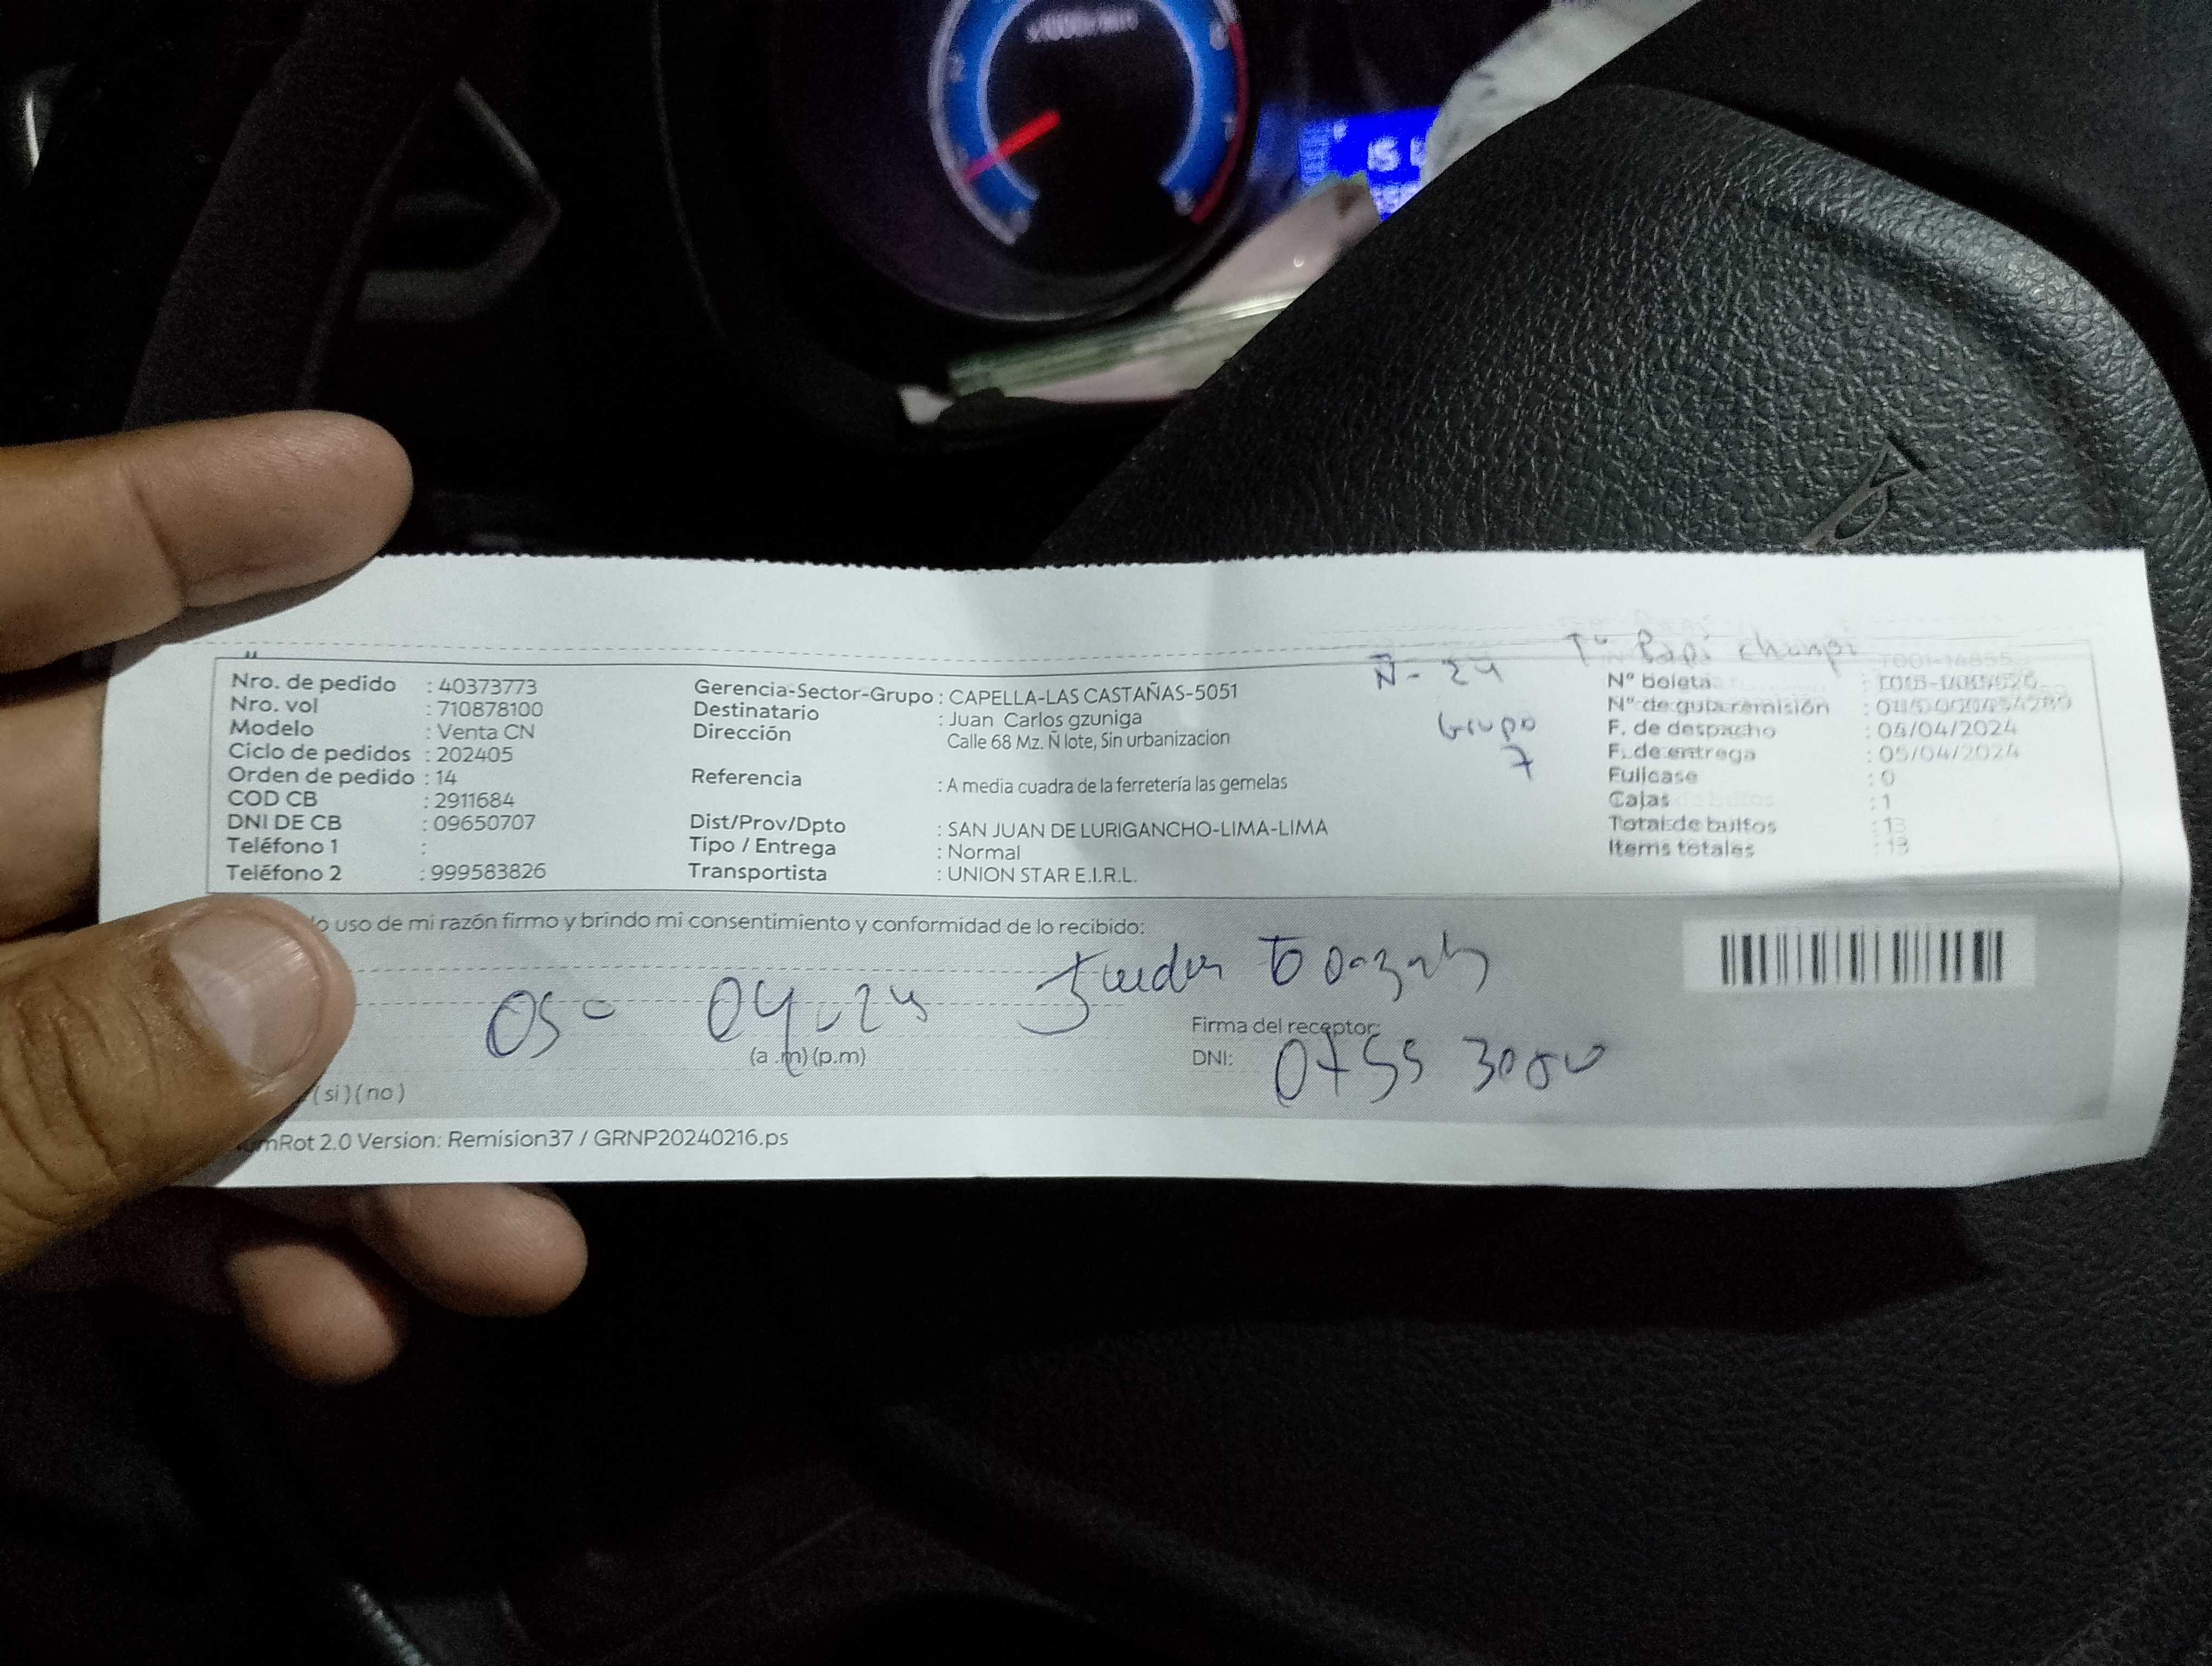 Ñ - 24
Grupo
7
Nro. de pedido : 40373773
Nro. vol : 710878100
Modelo : Venta CN
Ciclo de pedidos : 202405
Orden de pedido : 14
COD CB : 2911684
DNI DE CB : 09650707
Teléfono 1 :
Teléfono 2 : 999583826
Gerencia-Sector-Grupo : CAPELLA-LAS CASTAÑAS-5051
Destinatario : Juan Carlos gzuniga
Dirección : Calle 68 Mz. Ñ lote, Sin urbanizacion
Referencia : A media cuadra de la ferretería las gemelas
Dist/Prov/Dpto : SAN JUAN DE LURIGANCHO-LIMA-LIMA
Tipo / Entrega : Normal
Transportista : UNION STAR E.I.R.L.
Nº boleta
remisión
F. de despacho : 
F. de entrega : 05/04/2024
Fullcase : 0
Cajas : 1
Total de bultos : 13
Items totales : 13
uso de mi razón firmo y brindo mi consentimiento y conformidad de lo recibido:
05- 04-24
(a .m) (p.m)
Firma del receptor:
DNI:
(si) (no)
Rot 2.0 Version: Remision37 / GRNP20240216.ps